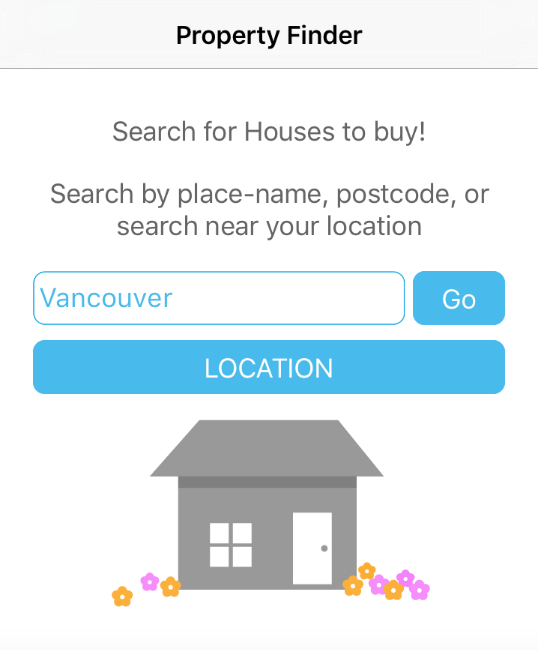 Property Finder
Search for Houses to buy!
Search by place-name, postcode, or
search near your location
Vancouver
Go
LOCATION